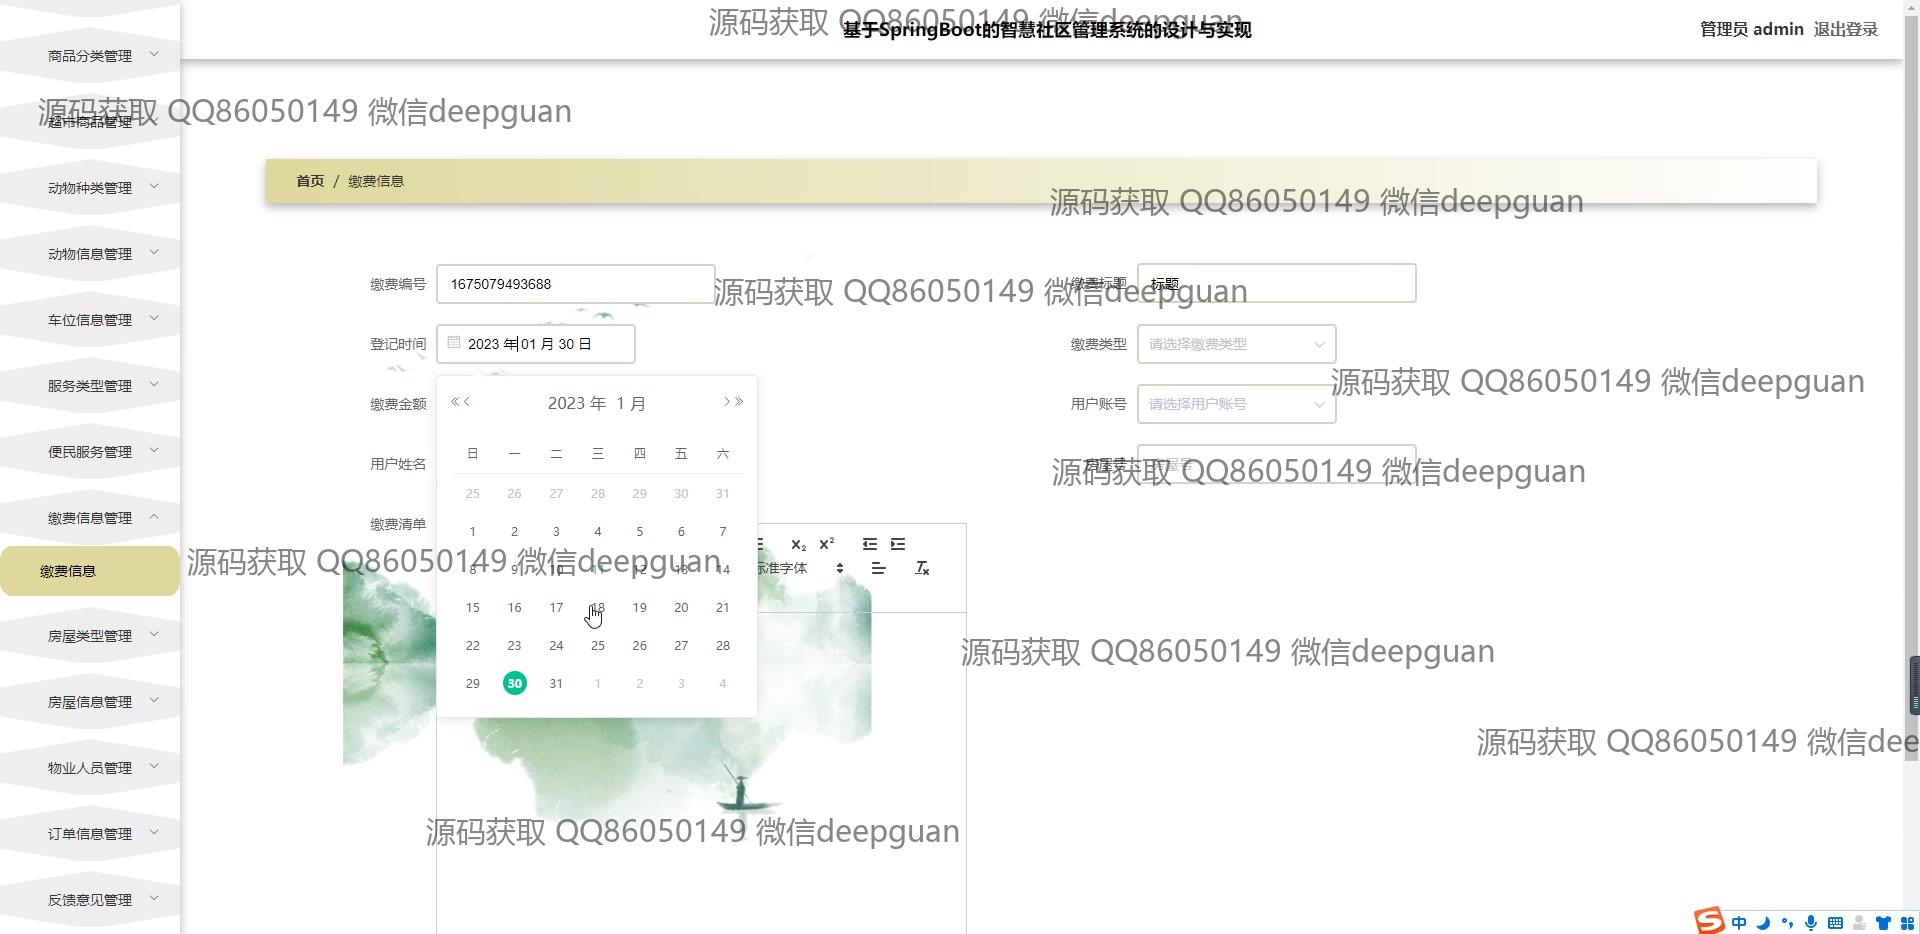 源码获取 QQ86050149 微信deepguan
基于SpringBoot的智慧社区管理系统的设计与实现
管理员 admin 退出登录
商品分类管理
超市商品管理
源码获取 QQ86050149 微信deepguan
动物种类管理
动物信息管理
车位信息管理
服务类型管理
便民服务管理
缴费信息管理
缴费信息
房屋类型管理
房屋信息管理
物业人员管理
订单信息管理
反馈意见管理
首页 / 缴费信息
源码获取 QQ86050149 微信deepguan
缴费编号 1675079493688
源码获取 QQ86050149 微信deepguan
缴费标题 标题
登记时间 2023 年01 月 30 日
缴费类型 请选择缴费类型
源码获取 QQ86050149 微信deepguan
缴费金额
用户账号 请选择用户账号
用户姓名
房屋号 房屋号
源码获取 QQ86050149 微信deepguan
缴费清单
2023 年 1 月
日 一 二 三 四 五 六
25 26 27 28 29 30 31
1 2 3 4 5 6 7
8 9 10 11 12 13 14
15 16 17 18 19 20 21
22 23 24 25 26 27 28
29 30 31 1 2 3 4
X₂ X²
标准字体
源码获取 QQ86050149 微信deepguan
源码获取 QQ86050149 微信deepguan
源码获取 QQ86050149 微信dee
源码获取 QQ86050149 微信deepguan
中